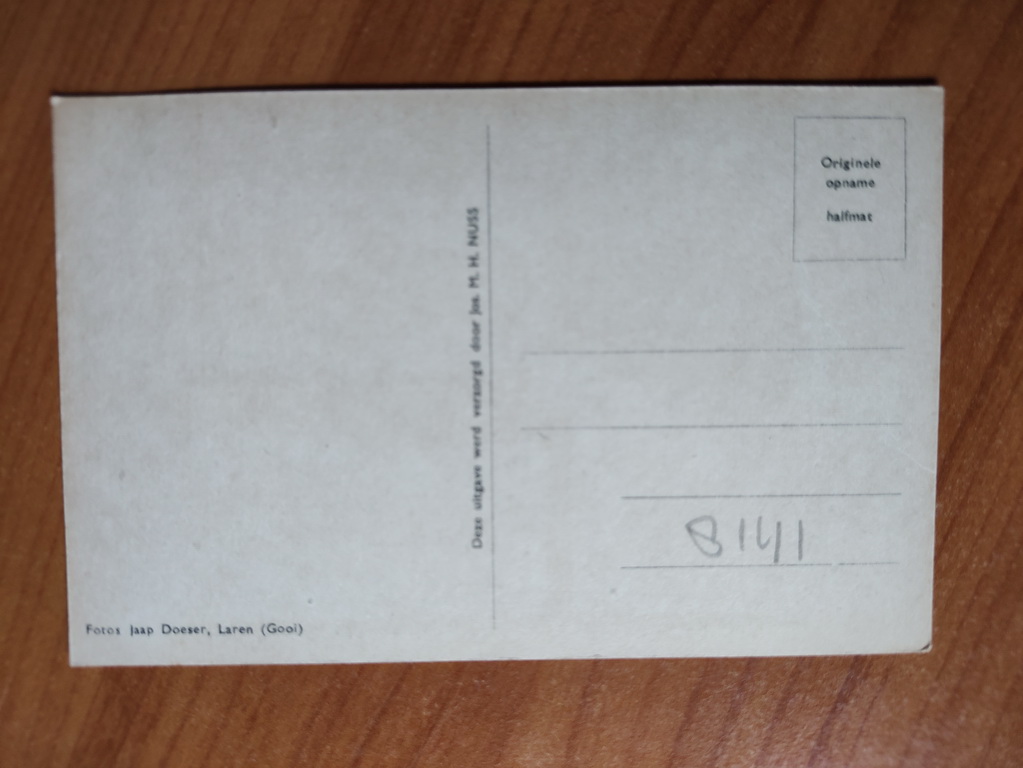 Originele
opname
halfmat
Deze uitgave werd verzorgd door Jos. M. H. NUSS
8141
Fotos Jaap Doeser, Laren (Gooi)